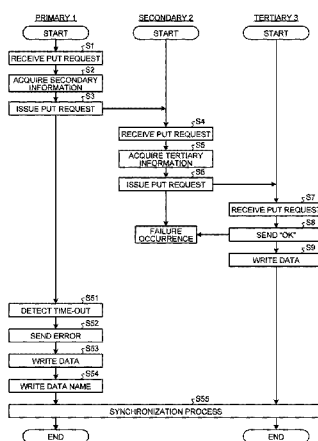 PRIMARY 1
SECONDARY 2
TERTIARY 3
START
START
START
S1
RECEIVE PUT REQUEST
S2
ACQUIRE SECONDARY
INFORMATION
S3
ISSUE PUT REQUEST
S4
RECEIVE PUT REQUEST
S5
ACQUIRE TERTIARY
INFORMATION
S6
ISSUE PUT REQUEST
S7
RECEIVE PUT REQUEST
S8
SEND "OK"
FAILURE
OCCURRENCE
S9
WRITE DATA
S51
DETECT TIME-OUT
S52
SEND ERROR
S53
WRITE DATA
S54
WRITE DATA NAME
S55
SYNCHRONIZATION PROCESS
END
END